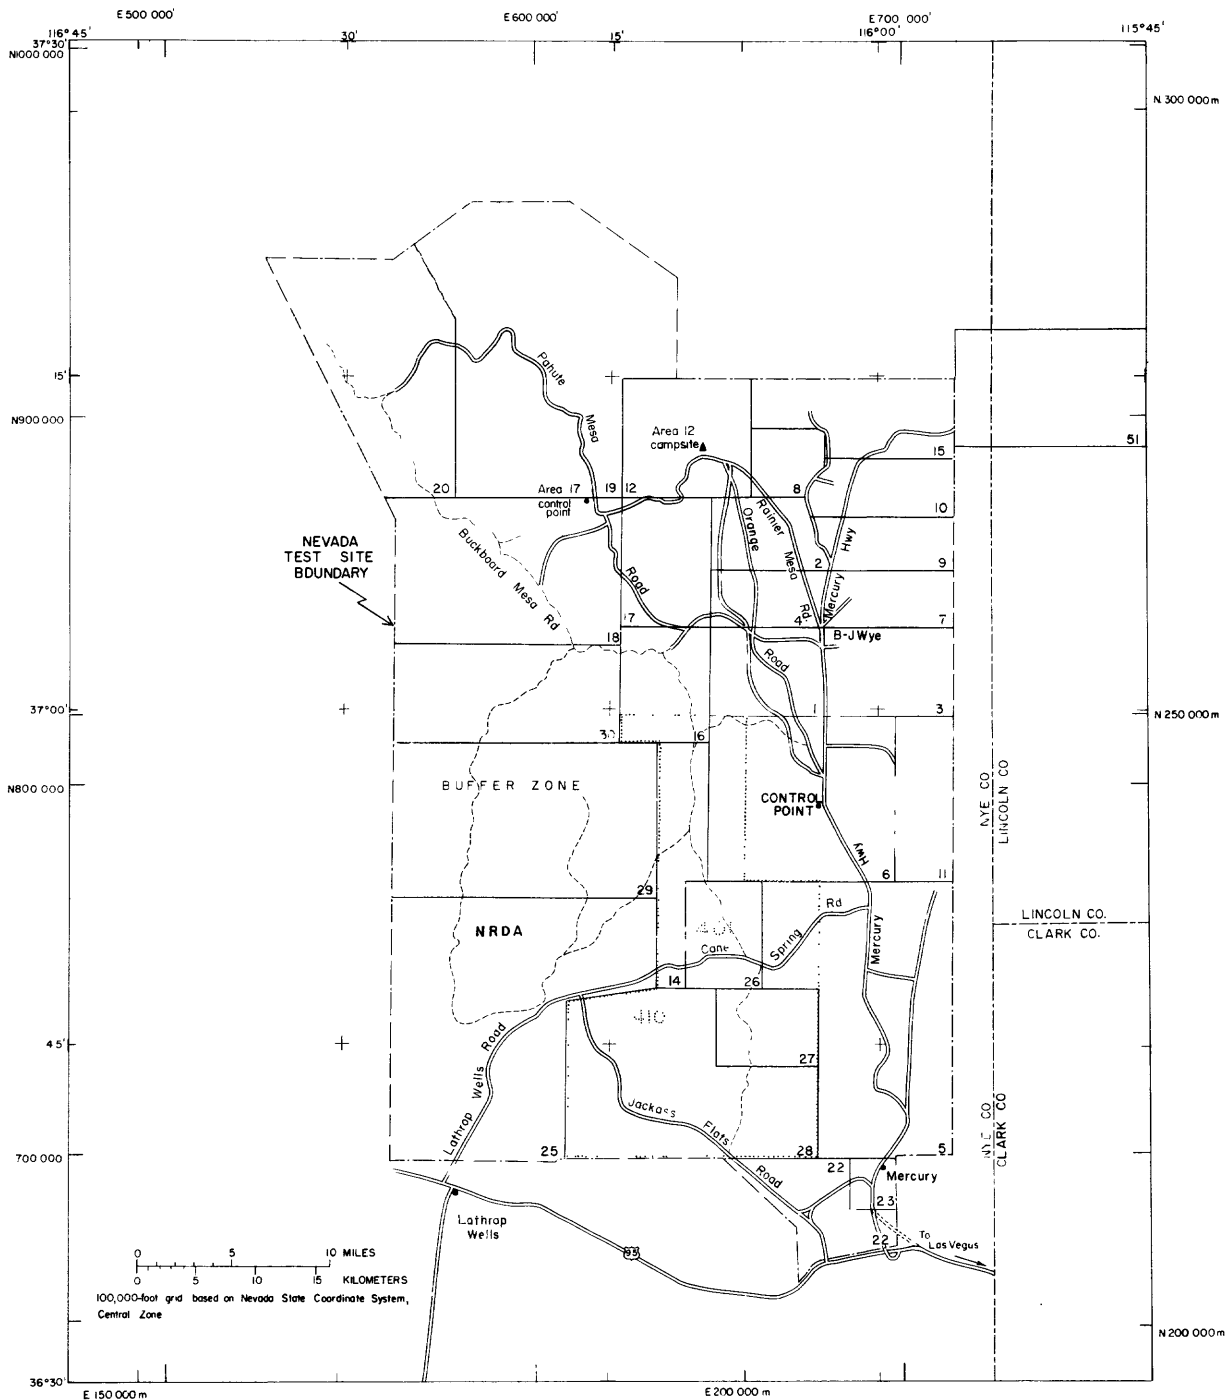 E 500 000'
E 600 000'
E 700 000'
116° 45'
30'
15'
116°00'
115°45'
37°30'
N1000 000
N 300 000 m
15'
N900 000
Pahute
Mesa
Area 12
campsite
51
15
20
Area 17
control
point
19
12
8
10
Orange
Rainier
Mesa
Rd.
Mercury
Hwy
NEVADA
TEST SITE
BOUNDARY
Buckboard Mesa Rd
Road
2
9
17
4
7
18
B-J Wye
Road
37°00'
1
3
N 250 000 m
30
16
BUFFER ZONE
N800 000
CONTROL
POINT
NYE CO
LINCOLN CO
Hwy
29
6
11
NRDA
401
Rd
Mercury
LINCOLN CO.
CLARK CO.
Cane
Spring
14
26
410
Lathrop Wells Road
45'
27
Jackass
Flats
Road
NYE CO
CLARK CO
25
28
5
700 000
22
Mercury
23
Lathrop
Wells
95
22
To
Las Vegus
0 5 10 MILES
0 5 10 15 KILOMETERS
100,000-foot grid based on Nevada State Coordinate System,
Central Zone
N 200 000 m
36°30'
E 150 000 m
E 200 000 m